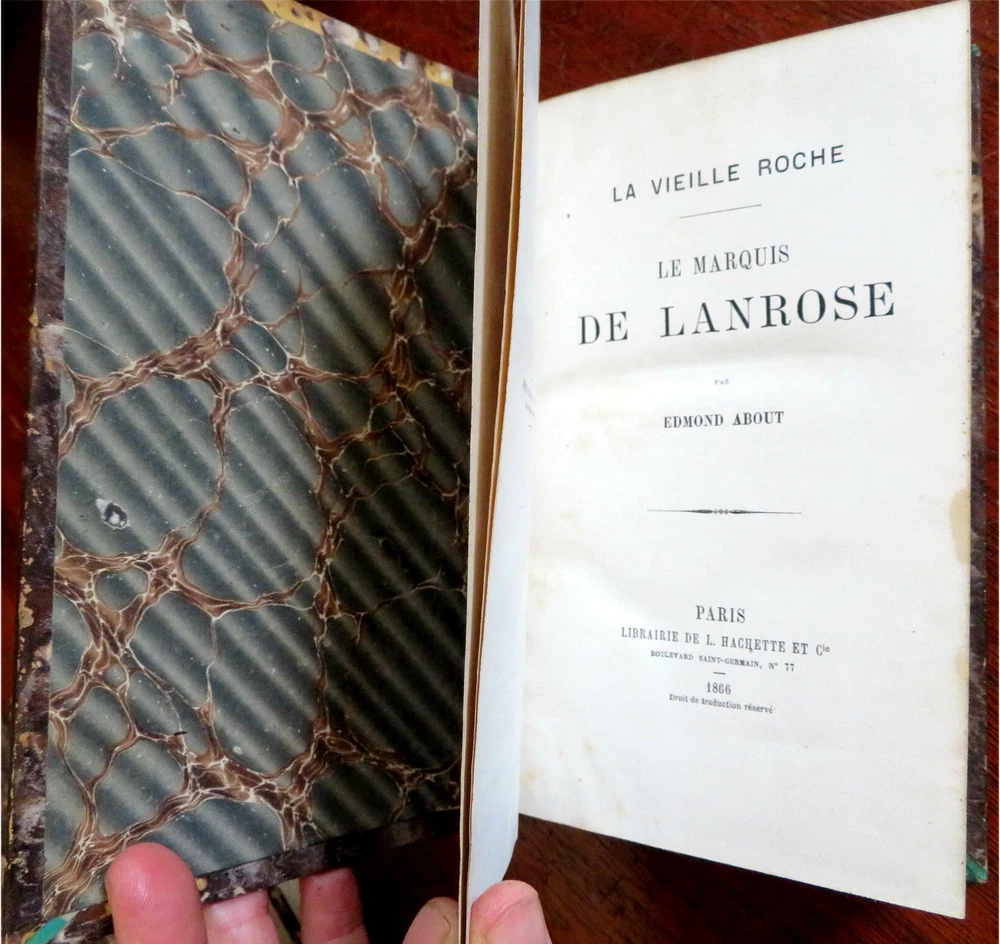 LA VIEILLE ROCHE
LE MARQUIS
DE LANROSE
PAR
EDMOND ABOUT
PARIS
LIBRAIRIE DE L. HACHETTE ET Cie
BOULEVARD SAINT-GERMAIN, N° 77
1866
Droit de traduction réservé